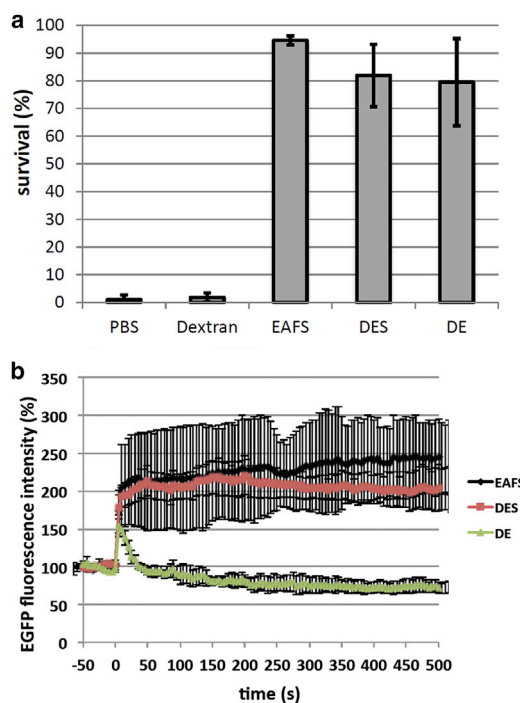 a
survival (%)
100
90
80
70
60
50
40
30
20
10
0
PBS Dextran EAFS DES DE
b
EGFP fluorescence intensity (%)
350
300
250
200
150
100
50
0
-50 0 50 100 150 200 250 300 350 400 450 500
time (s)
EAFS
DES
DE